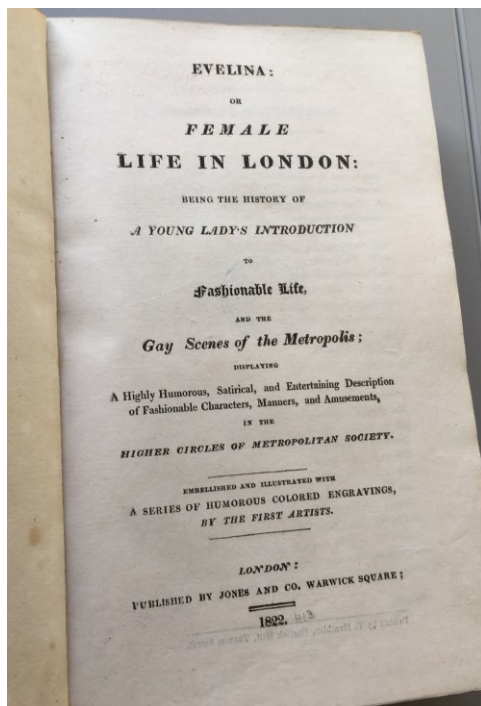 EVELINA:
OR
FEMALE
LIFE IN LONDON:
BEING THE HISTORY OF
A YOUNG LADY'S INTRODUCTION
TO
Fashionable Life,
AND THE
Gay Scenes of the Metropolis;
DISPLAYING
A Highly Humorous, Satirical, and Entertaining Description
of Fashionable Characters, Manners, and Amusements,
IN THE
HIGHER CIRCLES OF METROPOLITAN SOCIETY.
EMBELLISHED AND ILLUSTRATED WITH
A SERIES OF HUMOROUS COLORED ENGRAVINGS,
BY THE FIRST ARTISTS.
LONDON:
PUBLISHED BY JONES AND CO. WARWICK SQUARE;
1822.